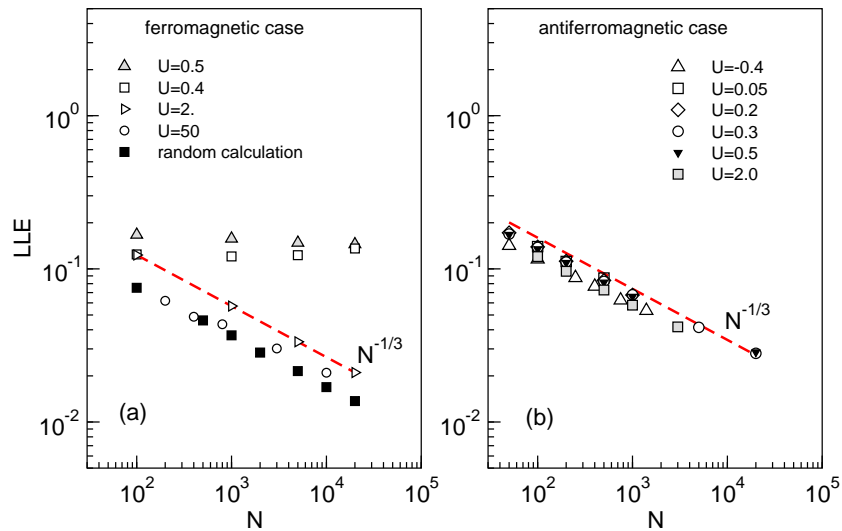 ferromagnetic case
U=0.5
U=0.4
U=2.
U=50
random calculation
10^0
10^-1
10^-2
LLE
N^-1/3
(a)
10^2 10^3 10^4 10^5
N
antiferromagnetic case
U=-0.4
U=0.05
U=0.2
U=0.3
U=0.5
U=2.0
N^-1/3
(b)
10^2 10^3 10^4 10^5
N